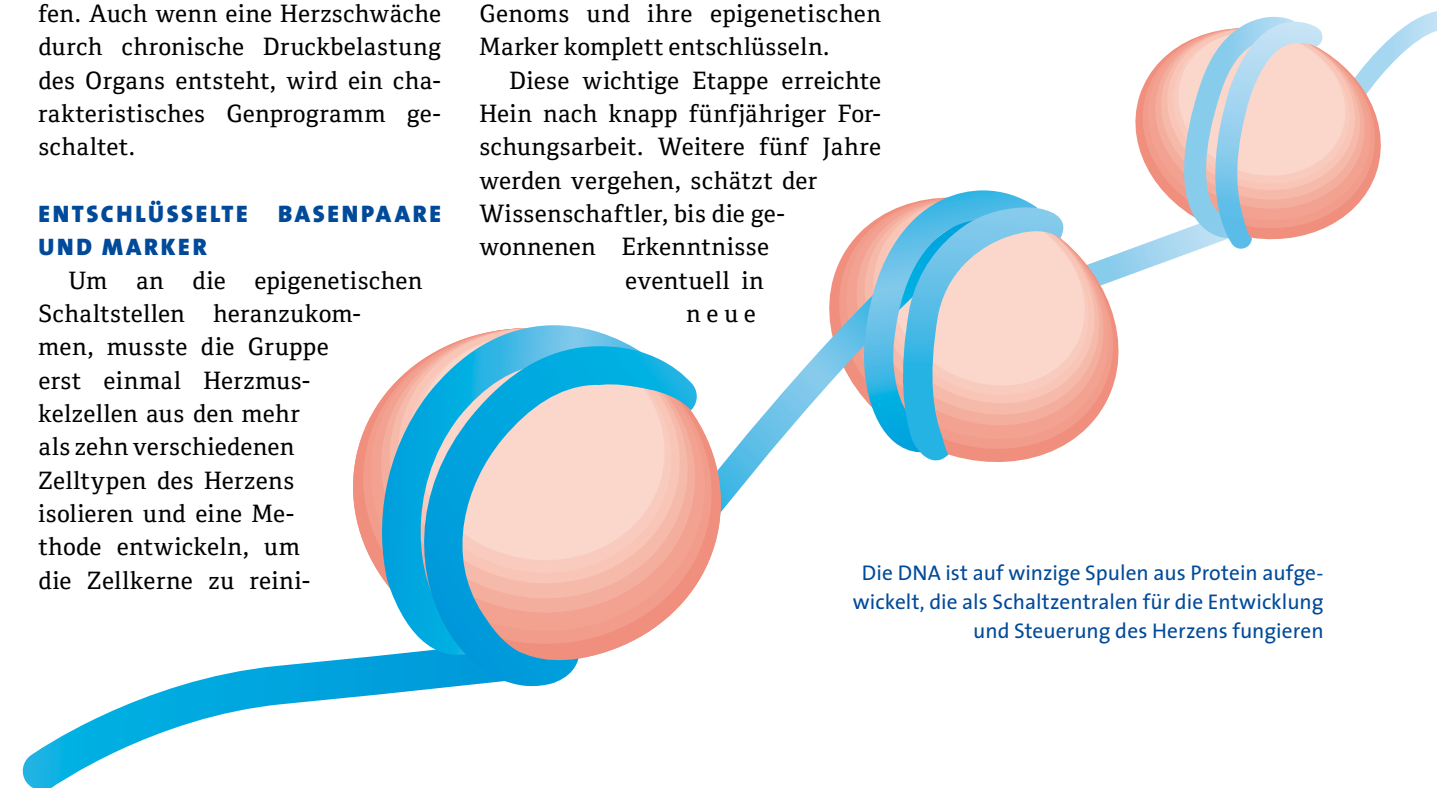 fen. Auch wenn eine Herzschwäche
durch chronische Druckbelastung
des Organs entsteht, wird ein cha-
rakteristisches Genprogramm ge-
schaltet.
ENTSCHLÜSSELTE BASENPAARE
UND MARKER
Um an die epigenetischen
Schaltstellen heranzukom-
men, musste die Gruppe
erst einmal Herzmus-
kelzellen aus den mehr
als zehn verschiedenen
Zelltypen des Herzens
isolieren und eine Me-
thode entwickeln, um
die Zellkerne zu reini-
Genoms und ihre epigenetischen
Marker komplett entschlüsseln.
Diese wichtige Etappe erreichte
Hein nach knapp fünfjähriger For-
schungsarbeit. Weitere fünf Jahre
werden vergehen, schätzt der
Wissenschaftler, bis die ge-
wonnenen Erkenntnisse
eventuell in
neue
Die DNA ist auf winzige Spulen aus Protein aufge-
wickelt, die als Schaltzentralen für die Entwicklung
und Steuerung des Herzens fungieren